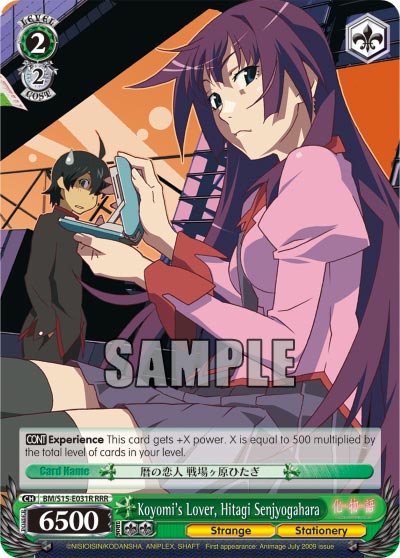 LEVEL
2
2
COST
SAMPLE
CONT Experience This card gets +X power. X is equal to 500 multiplied by
the total level of cards in your level.
Card Name 暦の恋人 戦場ヶ原ひたぎ
CH BM/S15-E031R RRR
Koyomi's Lover, Hitagi Senjyogahara 化物語
POWER 6500 SOUL
Strange Stationery
©NISIOISIN/KODANSHA, ANIPLEX, SHAFT First appearance: Animage July 2009 issue